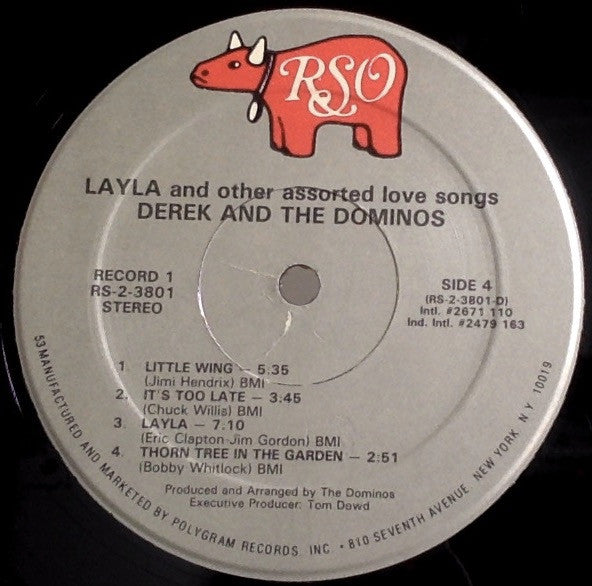 RSO
LAYLA and other assorted love songs
DEREK AND THE DOMINOS
RECORD 1
RS-2-3801
STEREO
SIDE 4
(RS-2-3801-D)
Intl. #2671 110
Ind. Intl. #2479 163
1. LITTLE WING — 5:35
(Jimi Hendrix) BMI
2. IT'S TOO LATE — 3:45
(Chuck Willis) BMI
3. LAYLA — 7:10
(Eric Clapton-Jim Gordon) BMI
4. THORN TREE IN THE GARDEN — 2:51
(Bobby Whitlock) BMI
Produced and Arranged by The Dominos
Executive Producer: Tom Dowd
53 MANUFACTURED AND MARKETED BY POLYGRAM RECORDS, INC. • 810 SEVENTH AVENUE, NEW YORK, N.Y. 10019